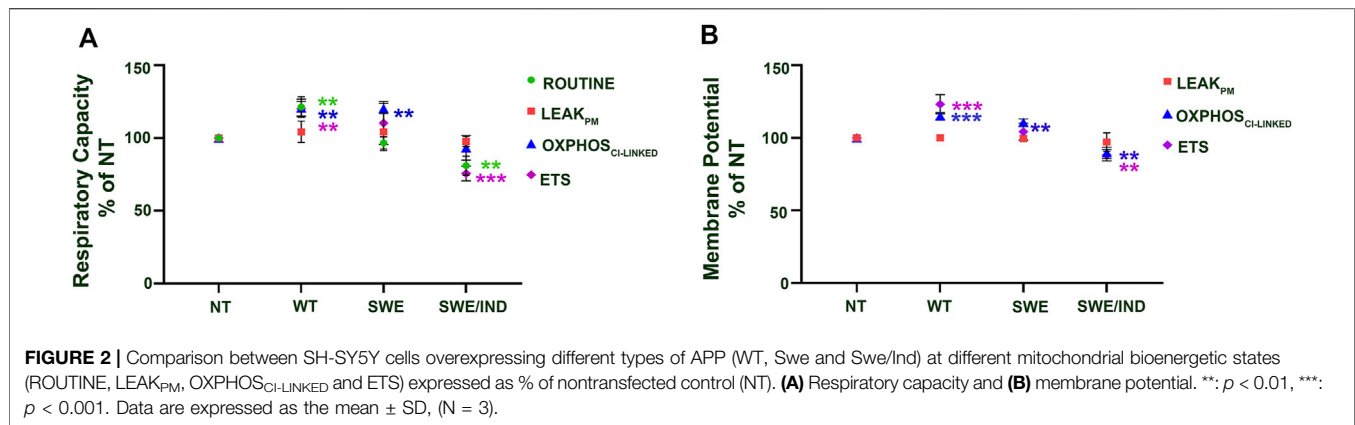 A
Respiratory Capacity
% of NT
150
100
50
0
NT
WT
SWE
SWE/IND
**
**
**
**
**
***
ROUTINE
LEAKPM
OXPHOSCI-LINKED
ETS
B
Membrane Potential
% of NT
150
100
50
0
NT
WT
SWE
SWE/IND
***
***
**
**
**
LEAKPM
OXPHOSCI-LINKED
ETS
FIGURE 2 | Comparison between SH-SY5Y cells overexpressing different types of APP (WT, Swe and Swe/Ind) at different mitochondrial bioenergetic states
(ROUTINE, LEAKPM, OXPHOSCI-LINKED and ETS) expressed as % of nontransfected control (NT). (A) Respiratory capacity and (B) membrane potential. **: p < 0.01, ***:
p < 0.001. Data are expressed as the mean ± SD, (N = 3).